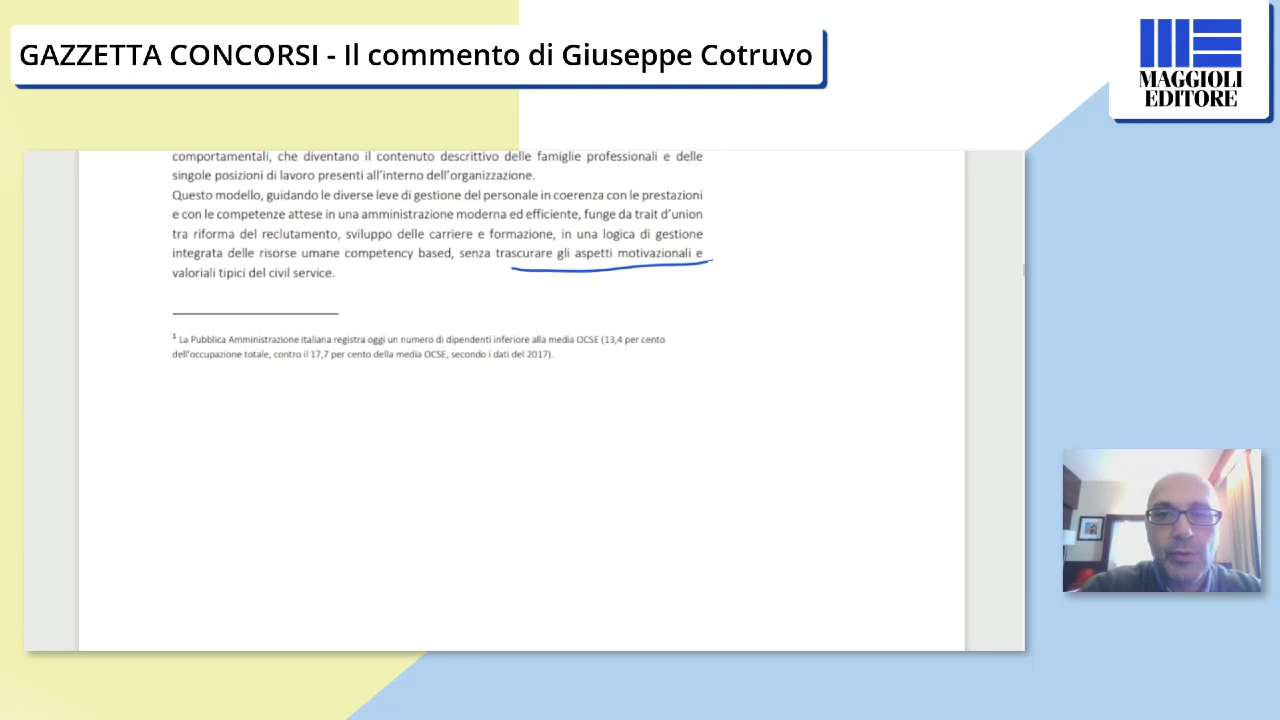 GAZZETTA CONCORSI - Il commento di Giuseppe Cotruvo
MAGGIOLI
EDITORE
comportamentali, che diventano il contenuto descrittivo delle famiglie professionali e delle
singole posizioni di lavoro presenti all'interno dell'organizzazione.
Questo modello, guidando le diverse leve di gestione del personale in coerenza con le prestazioni
e con le competenze attese in una amministrazione moderna ed efficiente, funge da trait d'union
tra riforma del reclutamento, sviluppo delle carriere e formazione, in una logica di gestione
integrata delle risorse umane competency based, senza trascurare gli aspetti motivazionali e
valoriali tipici del civil service.
1 La Pubblica Amministrazione italiana registra oggi un numero di dipendenti inferiore alla media OCSE (13,4 per cento
dell'occupazione totale, contro il 17,7 per cento della media OCSE, secondo i dati del 2017).